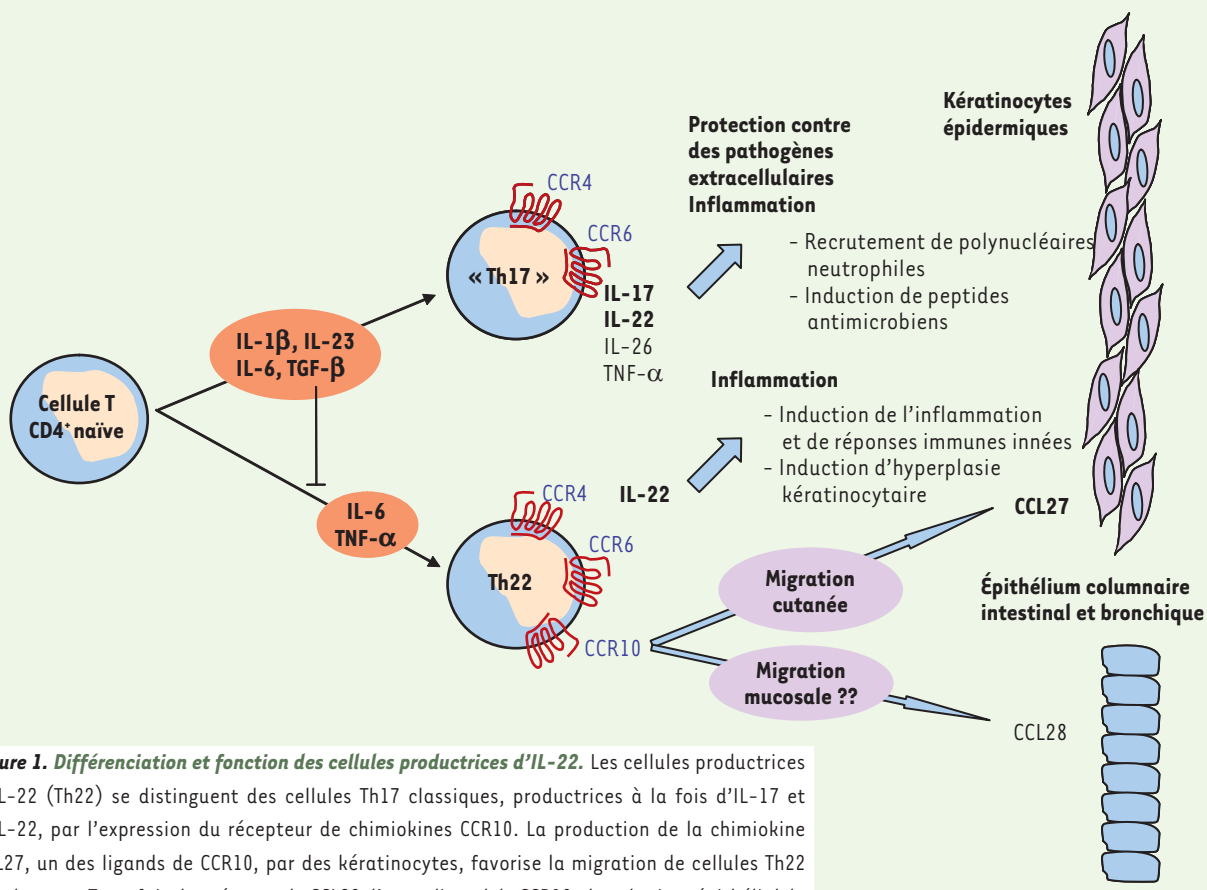 Kératinocytes
épidermiques
Protection contre
des pathogènes
extracellulaires
Inflammation
- Recrutement de polynucléaires
neutrophiles
- Induction de peptides
antimicrobiens
CCR4
CCR6
« Th17 »
IL-17
IL-22
IL-26
TNF-α
IL-1β, IL-23
IL-6, TGF-β
Cellule T
CD4⁺ naïve
Inflammation
- Induction de l'inflammation
et de réponses immunes innées
- Induction d'hyperplasie
kératinocytaire
IL-6
TNF-α
CCR4
IL-22
CCR6
Th22
CCR10
CCL27
Migration
cutanée
Épithélium columnaire
intestinal et bronchique
Migration
mucosale ??
CCL28
ure 1. Différenciation et fonction des cellules productrices d'IL-22. Les cellules productrices
L-22 (Th22) se distinguent des cellules Th17 classiques, productrices à la fois d'IL-17 et
L-22, par l'expression du récepteur de chimiokines CCR10. La production de la chimiokine
L27, un des ligands de CCR10, par des kératinocytes, favorise la migration de cellules Th22